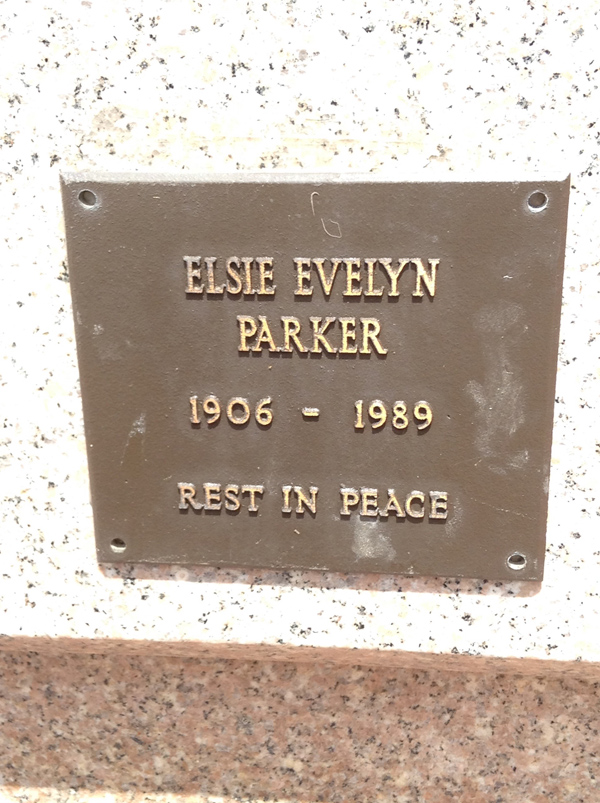 ELSIE EVELYN
PARKER
1906 - 1989
REST IN PEACE